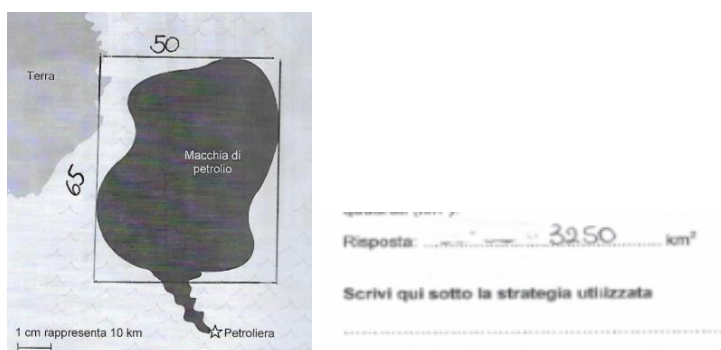 50
Terra
Macchia di
petrolio
65
1 cm rappresenta 10 km
Petroliera
Risposta: 3250 km²
Scrivi qui sotto la strategia utilizzata